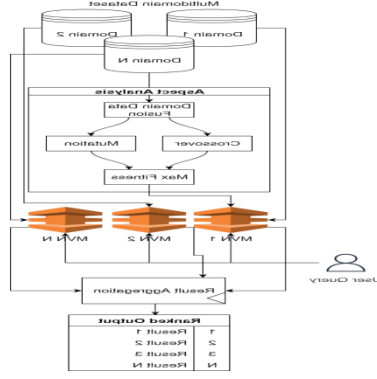 Multidomain Dataset
Domain 1
Domain 2
Domain N
Aspect Analysis
Domain Data
Fusion
Crossover
Mutation
Max Fitness
MVN 1
MVN 2
MVN N
User Query
Result Aggregation
Ranked Output
1 Result 1
2 Result 2
3 Result 3
N Result N